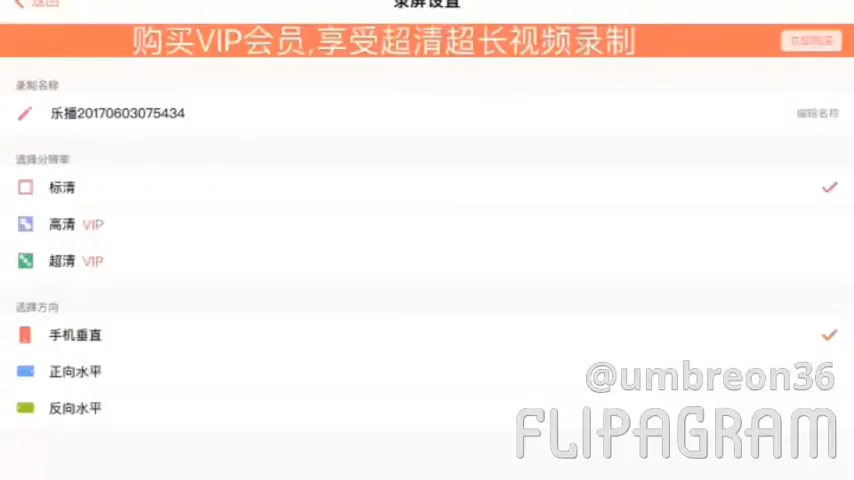 返回
录屏设置
购买VIP会员,享受超清超长视频录制
录制名称
乐播20170603075434
编辑名称
选择分辨率
标清
高清 VIP
超清 VIP
选择方向
手机垂直
正向水平
反向水平
@umbreon36
FLIPAGRAM